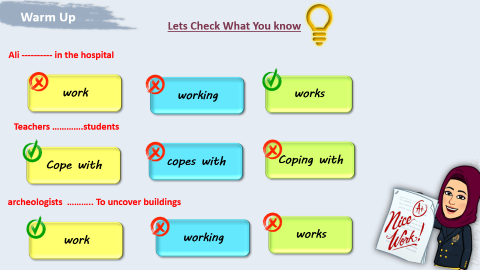 Warm Up
Lets Check What You know
Ali ---------- in the hospital
work
working
works
Teachers .............students
Cope with
copes with
Coping with
archeologists ........... To uncover buildings
work
working
works
A+
Nice
Work!